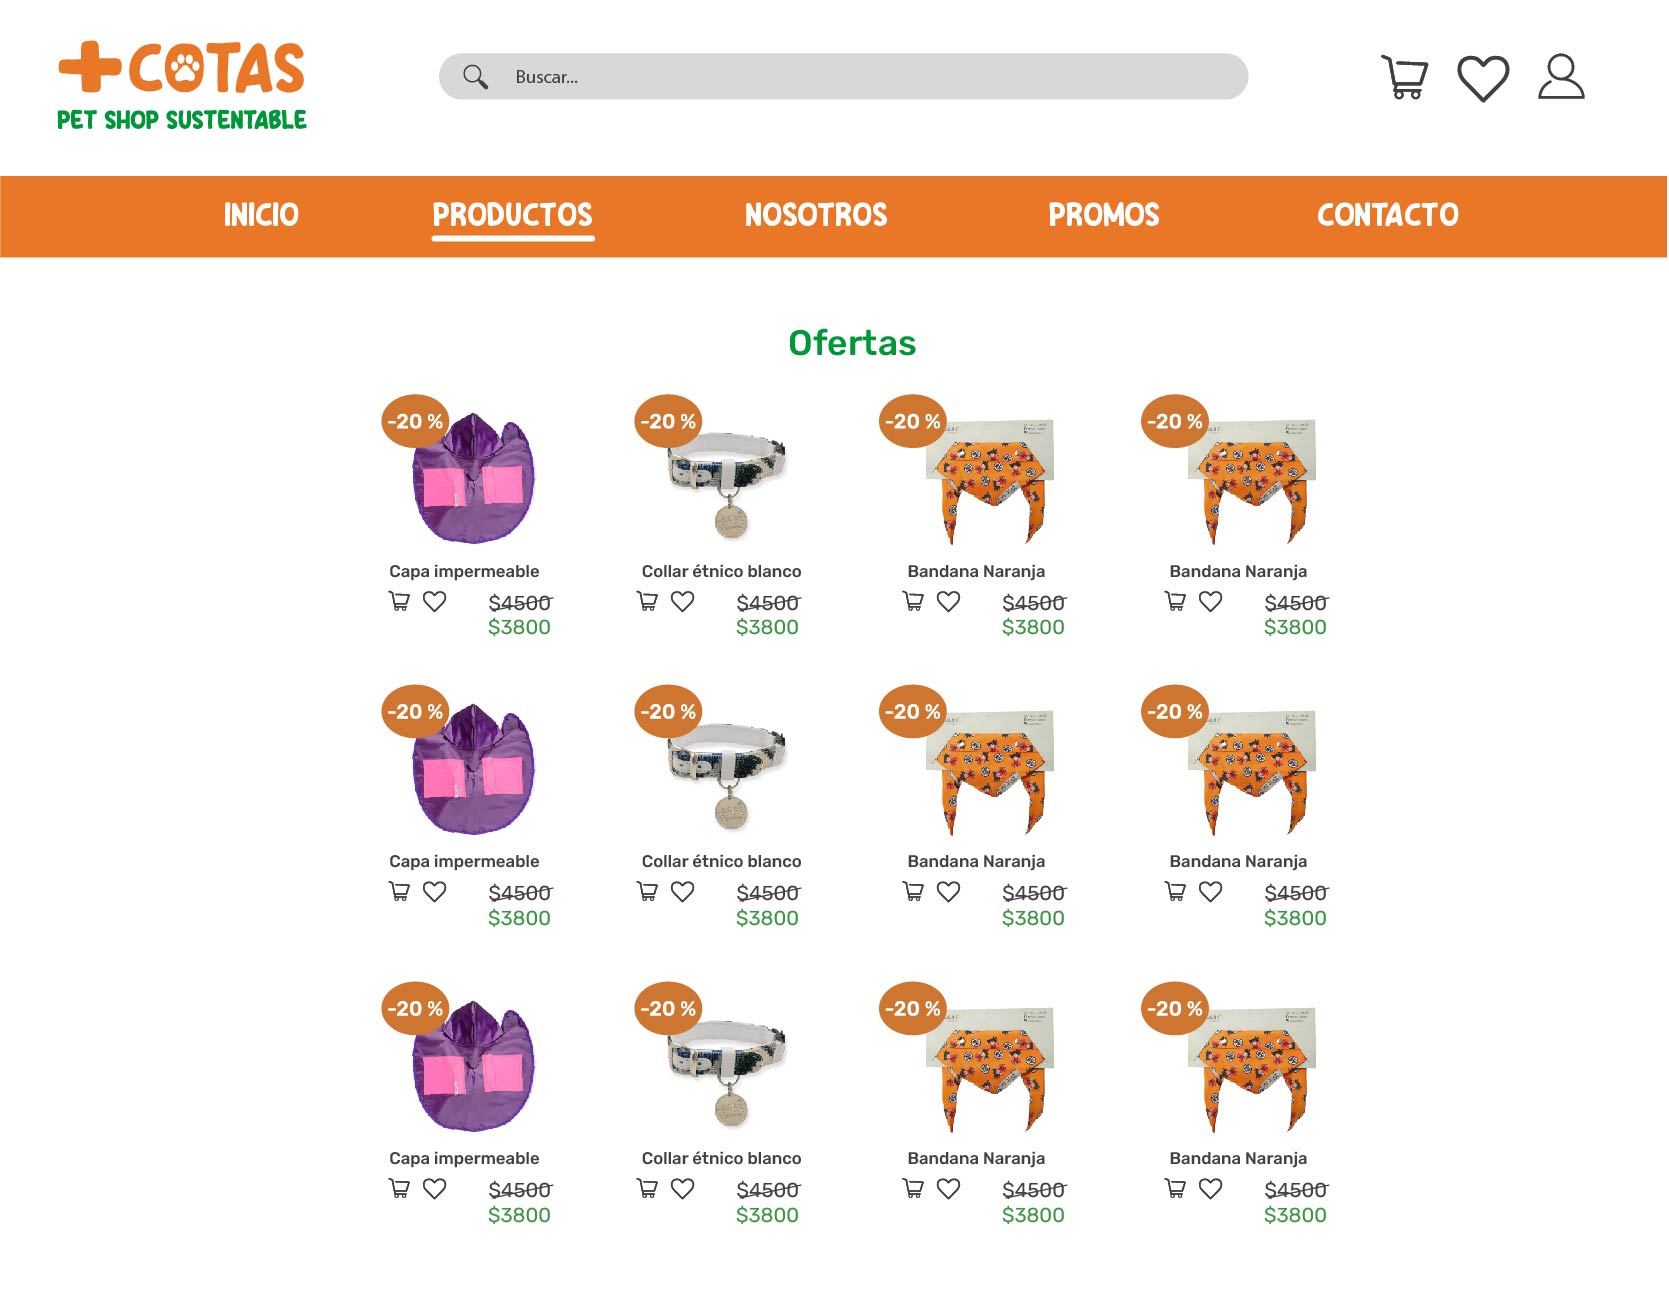 +COTAS
PET SHOP SUSTENTABLE
Buscar...
INICIO PRODUCTOS NOSOTROS PROMOS CONTACTO
Ofertas
-20 % -20 % -20 % -20 %
Capa impermeable Collar étnico blanco Bandana Naranja Bandana Naranja
$4500 $4500 $4500 $4500
$3800 $3800 $3800 $3800
-20 % -20 % -20 % -20 %
Capa impermeable Collar étnico blanco Bandana Naranja Bandana Naranja
$4500 $4500 $4500 $4500
$3800 $3800 $3800 $3800
-20 % -20 % -20 % -20 %
Capa impermeable Collar étnico blanco Bandana Naranja Bandana Naranja
$4500 $4500 $4500 $4500
$3800 $3800 $3800 $3800